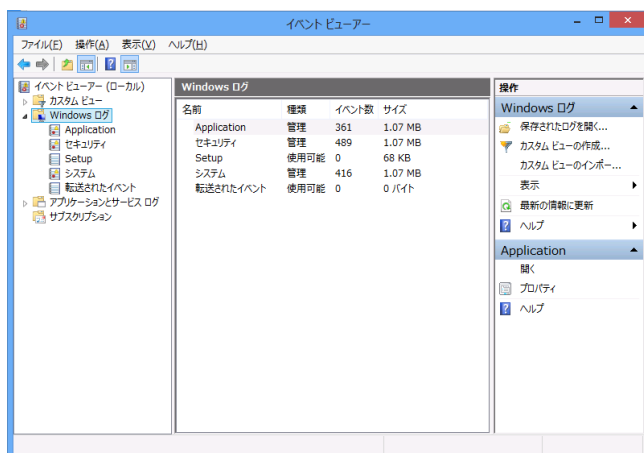 イベント ビューアー
ファイル(F) 操作(A) 表示(V) ヘルプ(H)
イベント ビューアー (ローカル)
カスタム ビュー
Windows ログ
Application
セキュリティ
Setup
システム
転送されたイベント
アプリケーションとサービス ログ
サブスクリプション
Windows ログ
名前 種類 イベント数 サイズ
Application 管理 361 1.07 MB
セキュリティ 管理 489 1.07 MB
Setup 使用可能 0 68 KB
システム 管理 416 1.07 MB
転送されたイベント 使用可能 0 0 バイト
操作
Windows ログ
保存されたログを開く...
カスタム ビューの作成...
カスタム ビューのインポー...
表示
最新の情報に更新
ヘルプ
Application
開く
プロパティ
ヘルプ